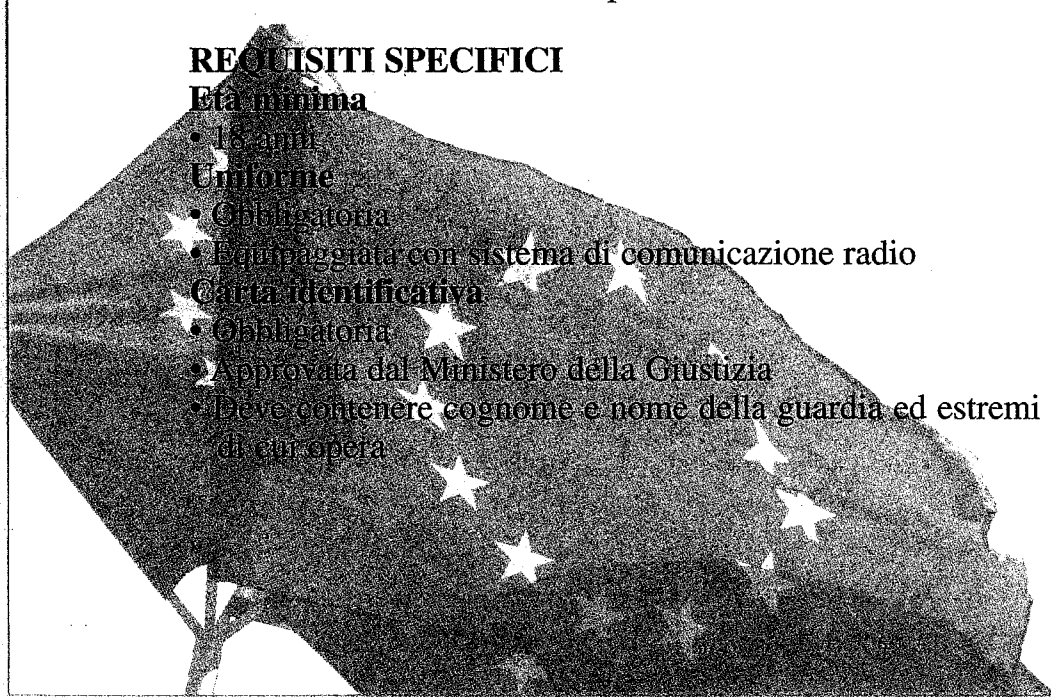 REQUISITI SPECIFICI
Età minima
• 18 anni
Uniforme
• Obbligatoria
• Equipaggiata con sistema di comunicazione radio
Carta identificativa
• Obbligatoria
• Approvata dal Ministero della Giustizia
• Deve contenere cognome e nome della guardia ed estremi
di cui opera